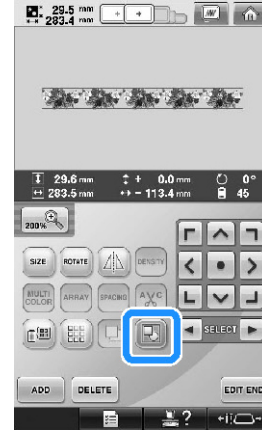 29.5 mm
283.4 mm
29.6 mm + 0.0 mm 0°
283.5 mm - 113.4 mm 45
200%
SIZE ROTATE DENSITY
MULTI COLOR ARRAY SPACING ABC
SELECT
ADD DELETE EDIT END
?